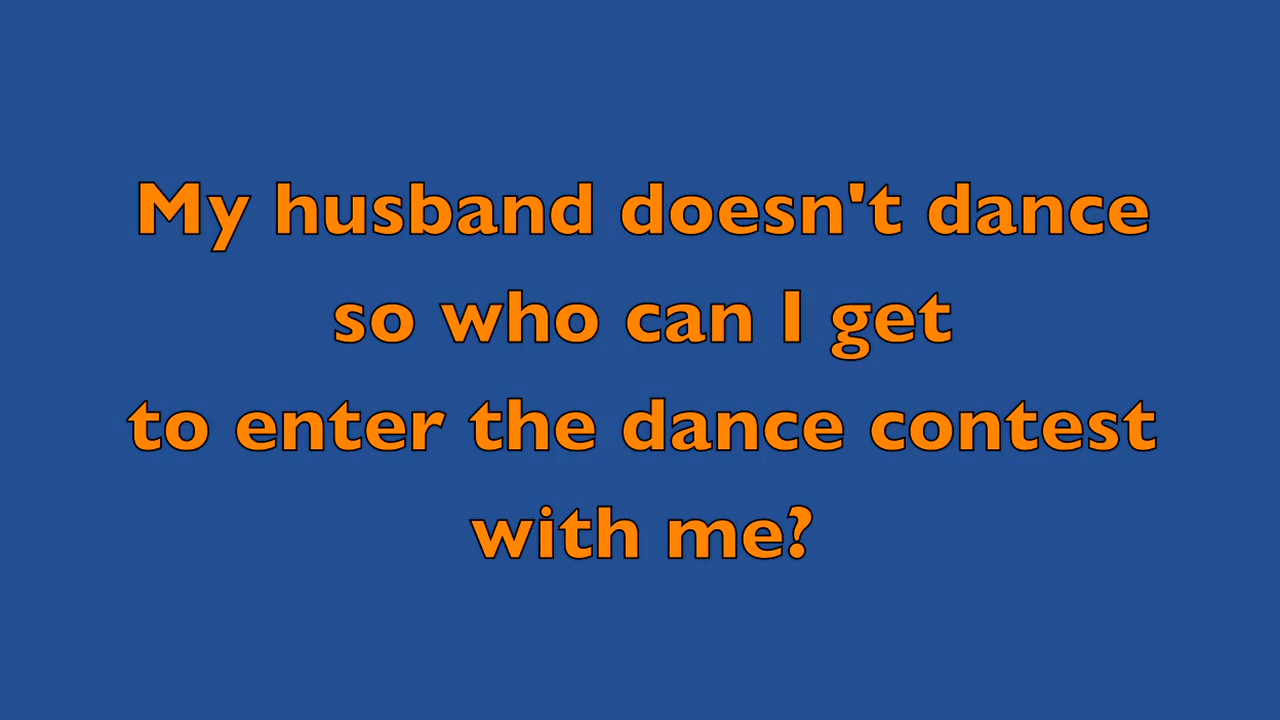 My husband doesn't dance
so who can I get
to enter the dance contest
with me?